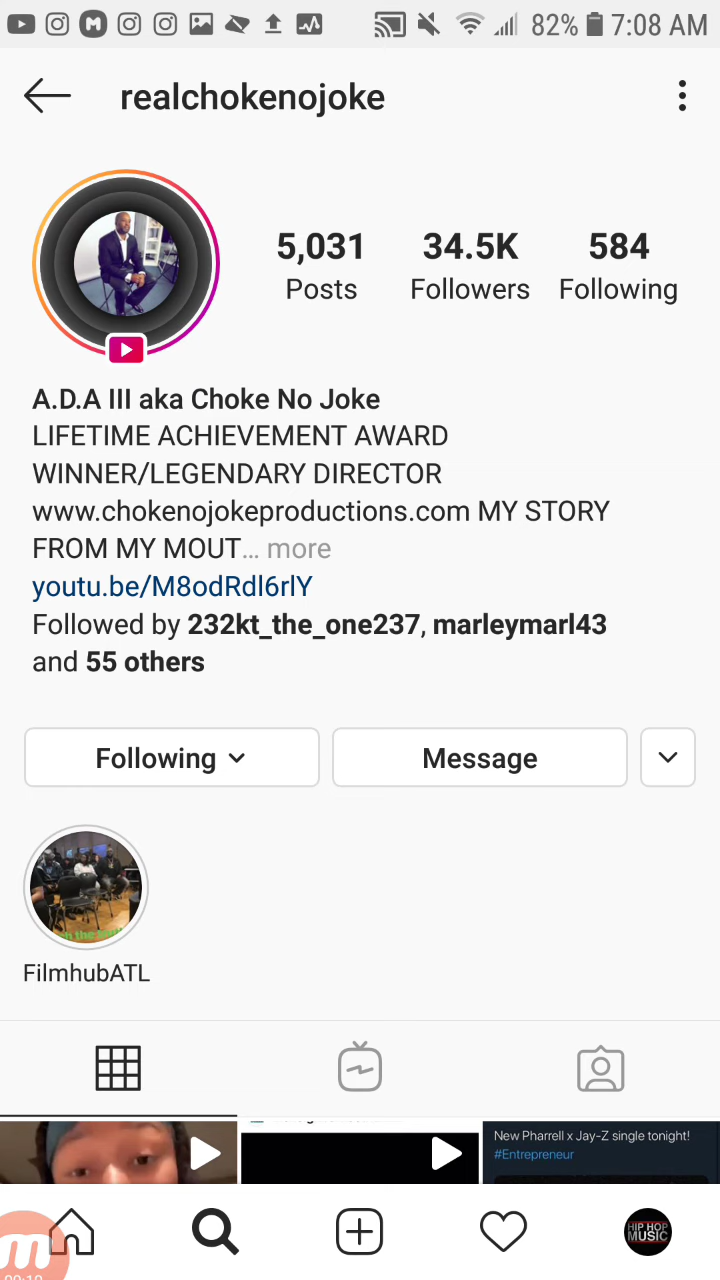 82% 7:08 AM
realchokenojoke
5,031 34.5K 584
Posts Followers Following
A.D.A III aka Choke No Joke
LIFETIME ACHIEVEMENT AWARD
WINNER/LEGENDARY DIRECTOR
www.chokenojokeproductions.com MY STORY
FROM MY MOUT... more
youtu.be/M8odRdl6rlY
Followed by 232kt_the_one237, marleymarl43
and 55 others
Following Message
FilmhubATL
New Pharrell x Jay-Z single tonight!
#Entrepreneur
HIP HOP
MUSIC